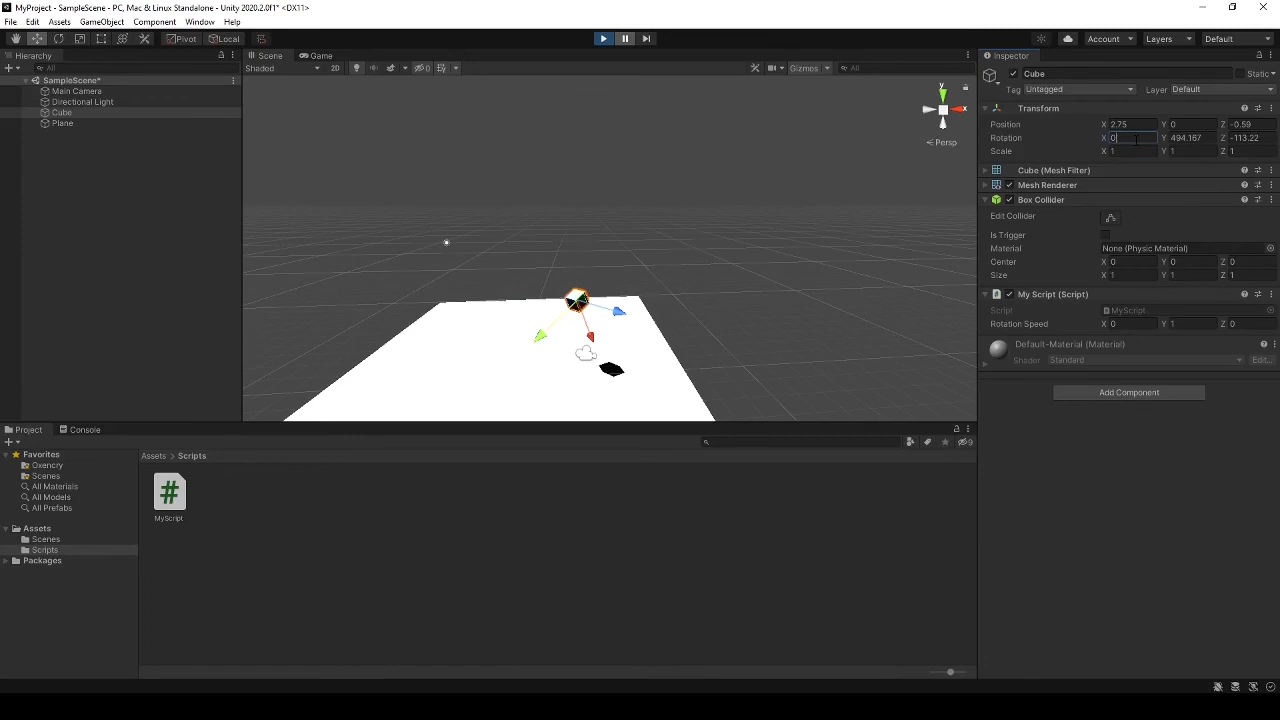 MyProject - SampleScene - PC, Mac & Linux Standalone - Unity 2020.2.0f1* <DX11>
File Edit Assets GameObject Component Window Help
Pivot Local Account Layers Default
Hierarchy
All
SampleScene*
Main Camera
Directional Light
Cube
Plane
Scene Game
Shaded 2D 0 Gizmos All
y
x
Persp
Inspector
Cube Static
Tag Untagged Layer Default
Transform
Position X 2.75 Y 0 Z -0.59
Rotation X 0 Y 494.167 Z -113.22
Scale X 1 Y 1 Z 1
Cube (Mesh Filter)
Mesh Renderer
Box Collider
Edit Collider
Is Trigger
Material None (Physic Material)
Center X 0 Y 0 Z 0
Size X 1 Y 1 Z 1
My Script (Script)
Script MyScript
Rotation Speed X 0 Y 1 Z 0
Default-Material (Material)
Shader Standard Edit...
Add Component
Project Console
9
Favorites
Oxencry
Scenes
All Materials
All Models
All Prefabs
Assets
Scenes
Scripts
Packages
Assets > Scripts
#
MyScript